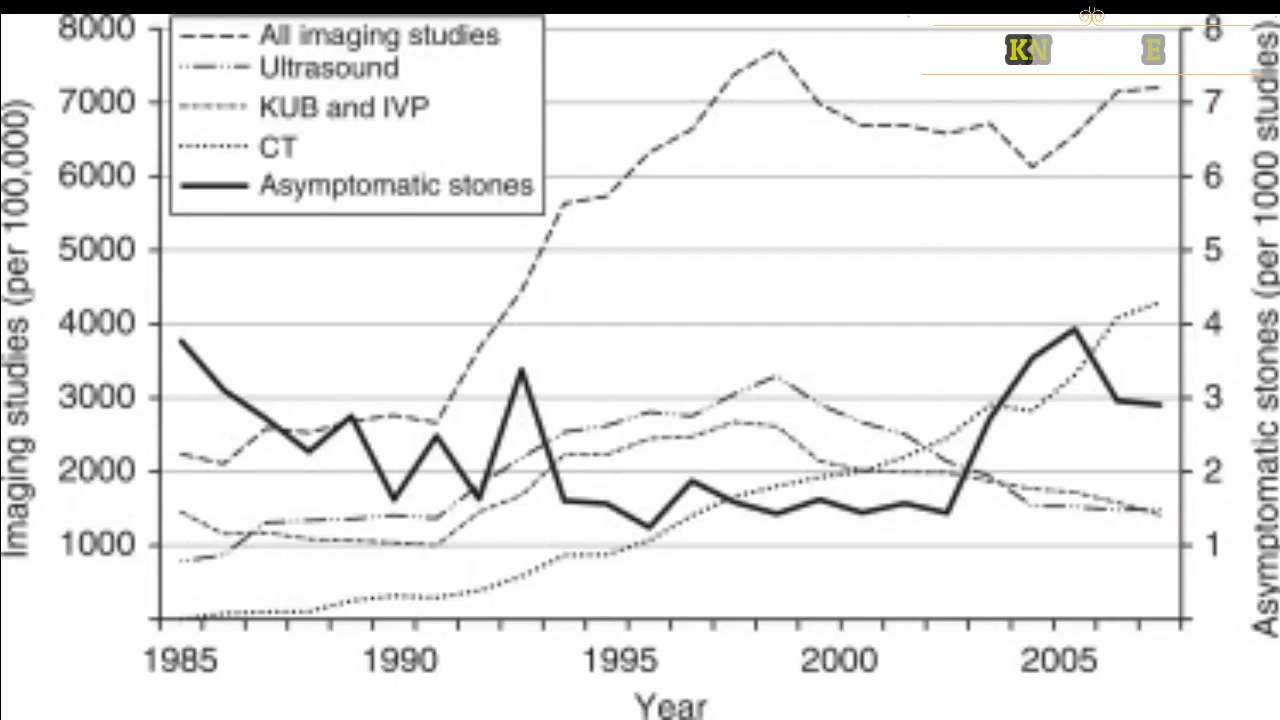 K N E
All imaging studies
Ultrasound
KUB and IVP
CT
Asymptomatic stones
Imaging studies (per 100,000)
8000
7000
6000
5000
4000
3000
2000
1000
8
7
6
5
4
3
2
1
Asymptomatic stones (per 1000 studies)
1985 1990 1995 2000 2005
Year